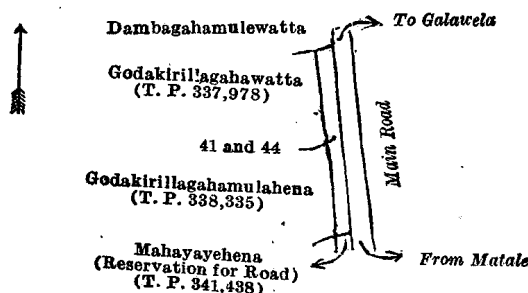 Dambagahamulewatta
To Galawela
Godakirillagahawatta
(T. P. 337,978)
41 and 44
Main Road
Godakirillagahamulahena
(T. P. 338,335)
Mahayayehena
(Reservation for Road)
(T. P. 341,438)
From Matale